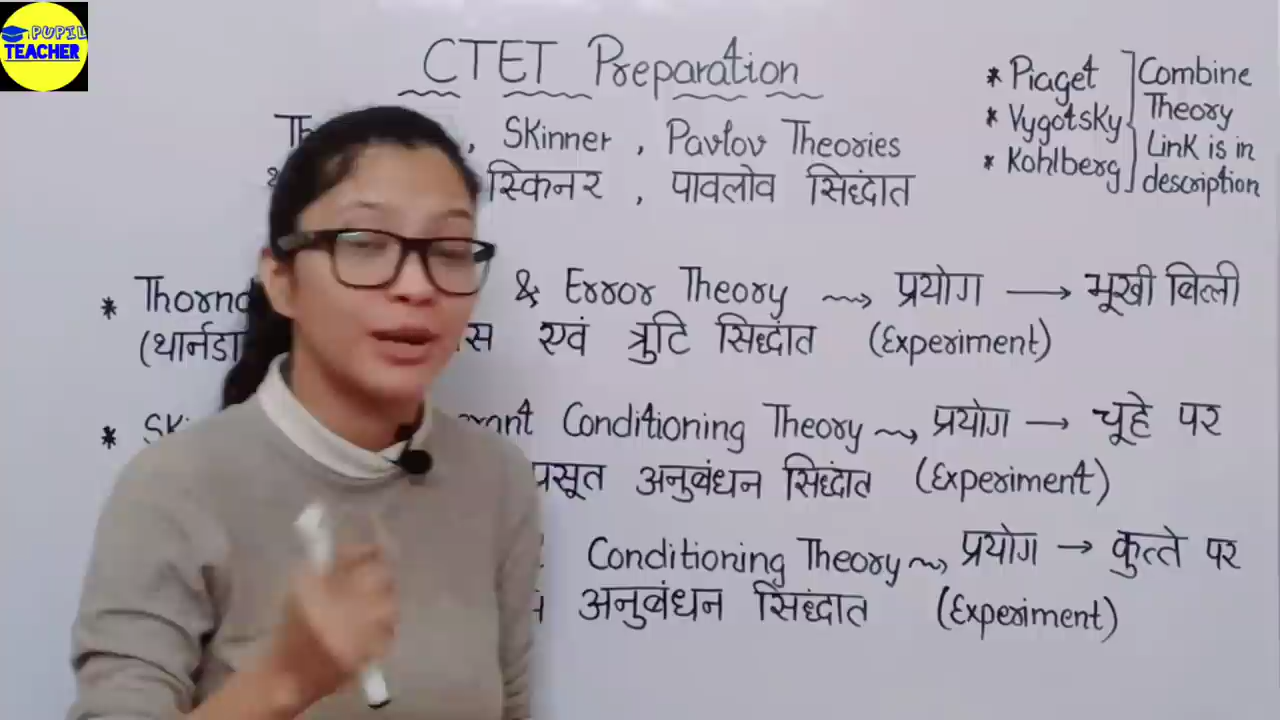 PUPIL
TEACHER
CTET Preparation
* Piaget
* Vygotsky
* Kohlberg
Combine
Theory
Link is in
description
Th , Skinner , Pavlov Theories
स्किनर , पावलोव सिद्धांत
* Thornd & Error Theory प्रयोग → भूखी बिल्ली
(थार्नडा स एवं त्रुटि सिद्धांत (Experiment)
* Sk Conditioning Theory प्रयोग → चूहे पर
प्रसूत अनुबंधन सिद्धांत (Experiment)
Conditioning Theory प्रयोग → कुत्ते पर
अनुबंधन सिद्धांत (Experiment)